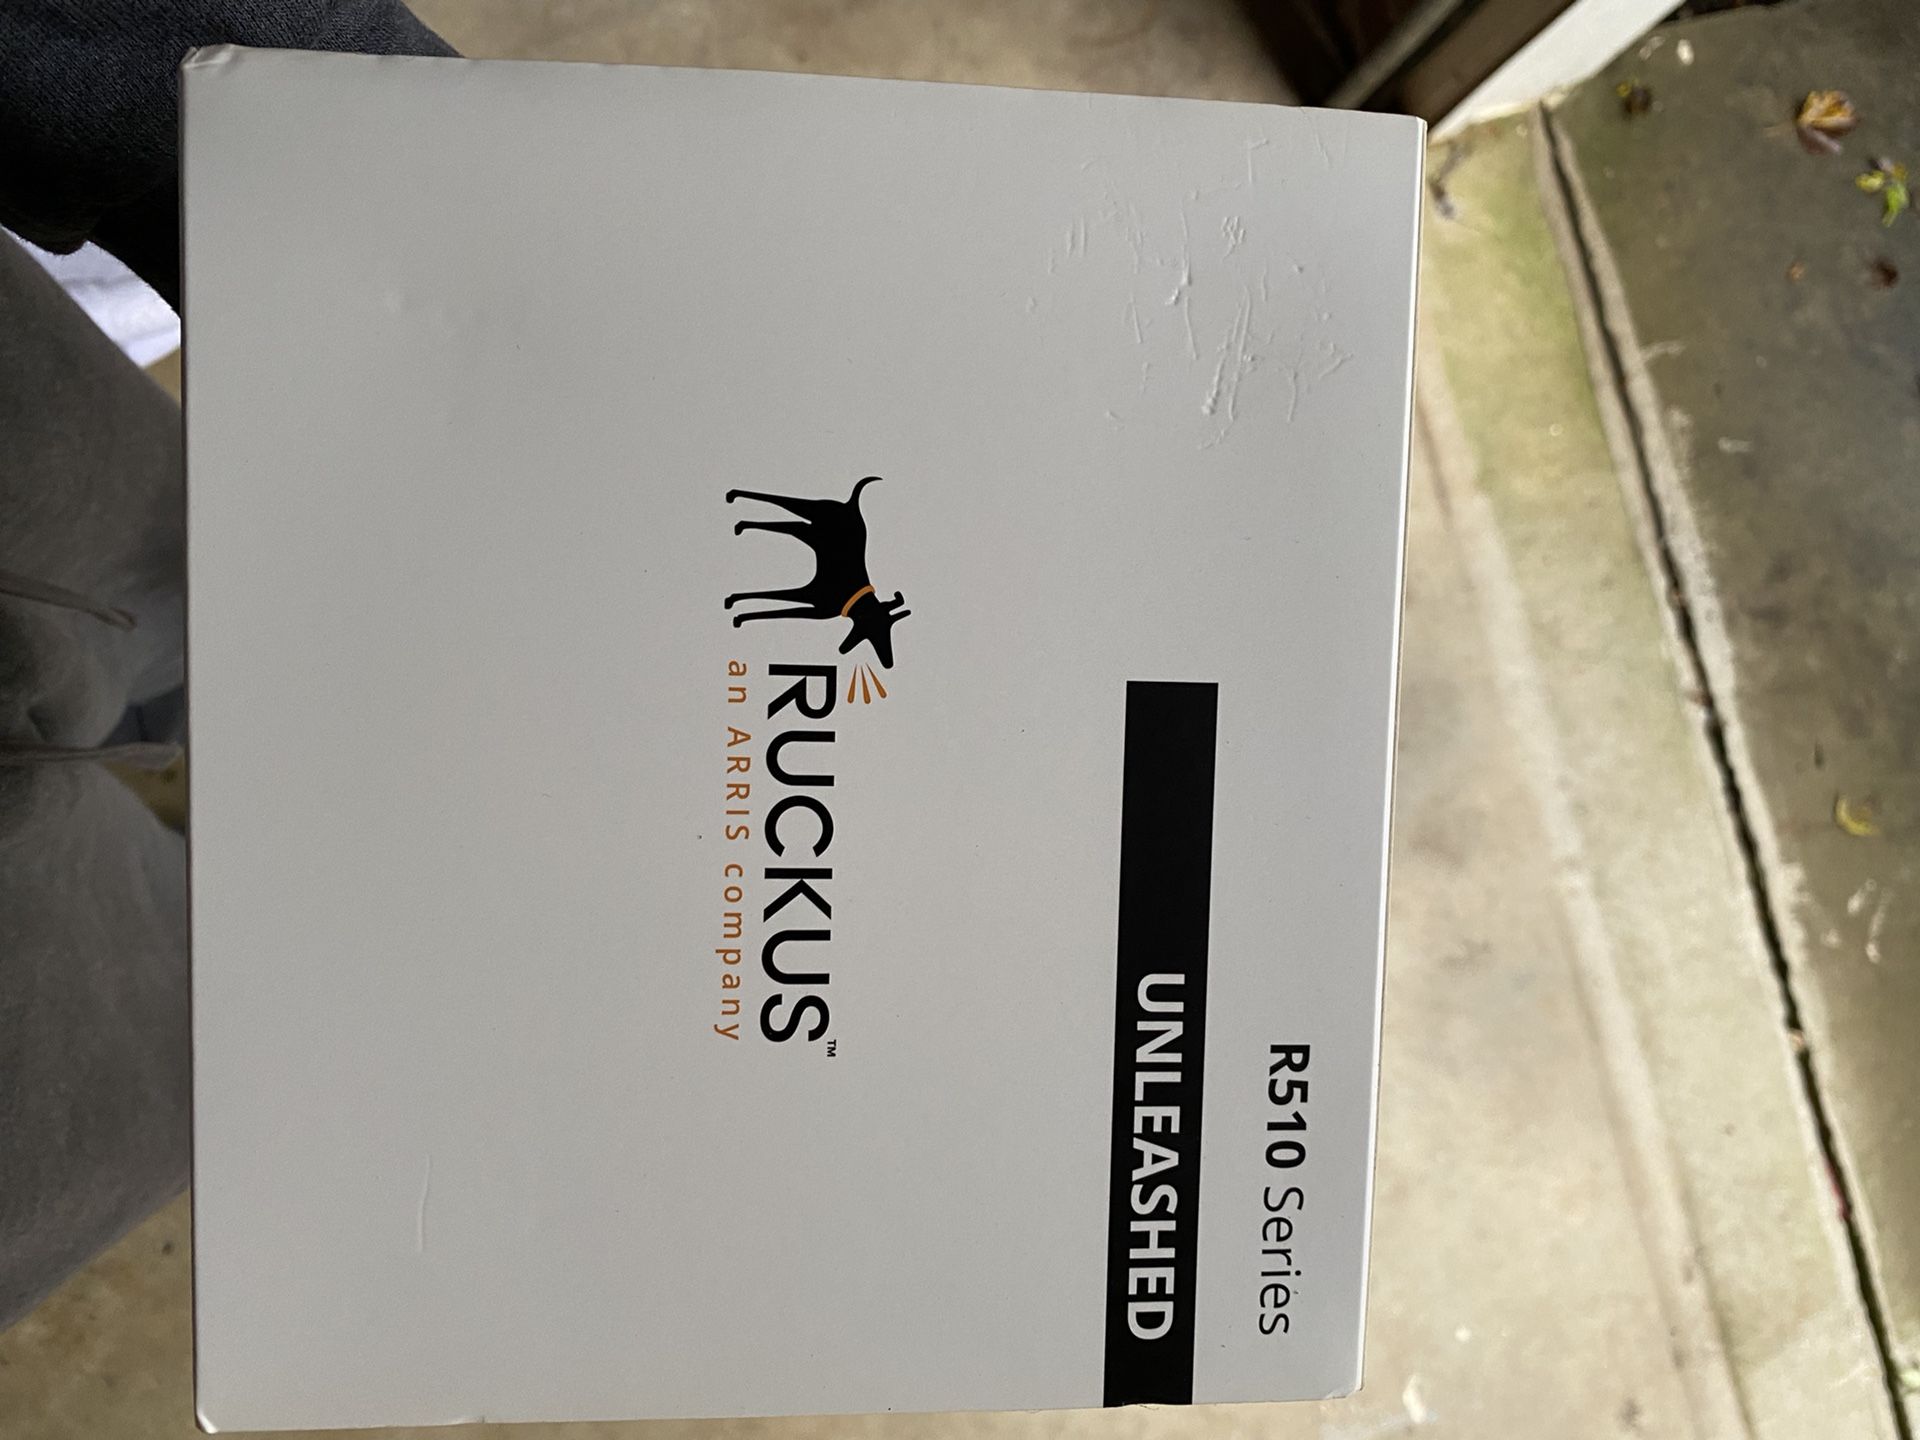 R510 Series
UNLEASHED
RUCKUS™
an ARRIS company